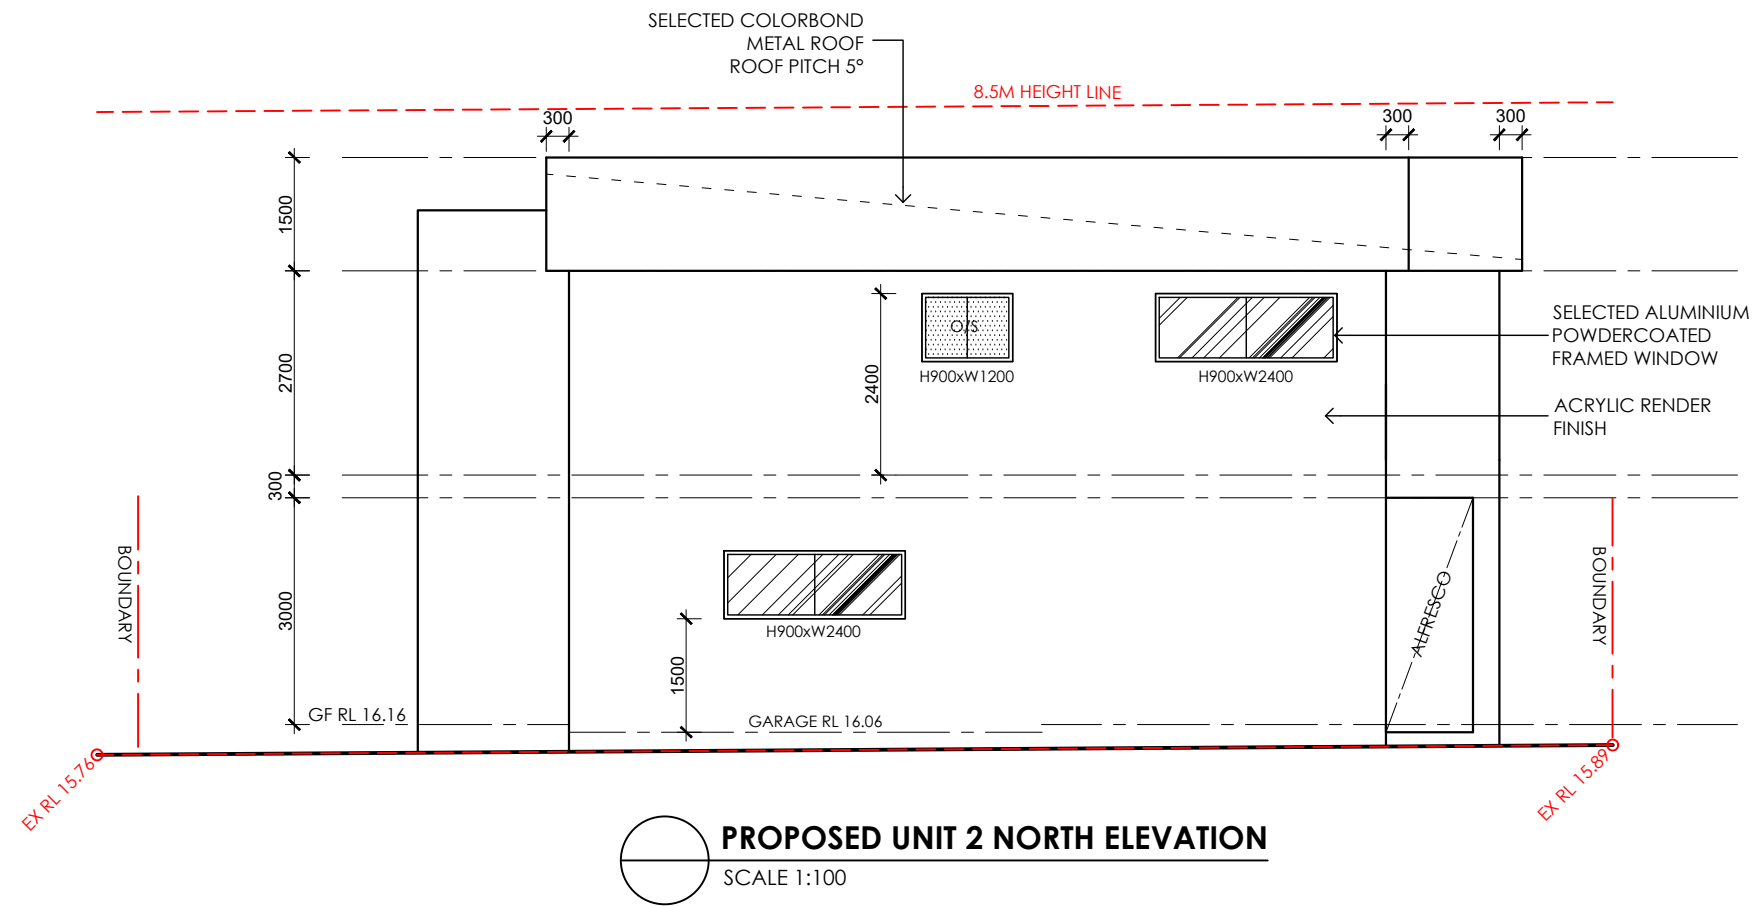 SELECTED COLORBOND
METAL ROOF
ROOF PITCH 5°
8.5M HEIGHT LINE
300
300
300
1500
2700
300
3000
2400
O/S
H900xW1200
H900xW2400
SELECTED ALUMINIUM
POWDERCOATED
FRAMED WINDOW
ACRYLIC RENDER
FINISH
BOUNDARY
BOUNDARY
H900xW2400
1500
ALFRESCO
GF RL 16.16
GARAGE RL 16.06
EX RL 15.76
EX RL 15.89
PROPOSED UNIT 2 NORTH ELEVATION
SCALE 1:100